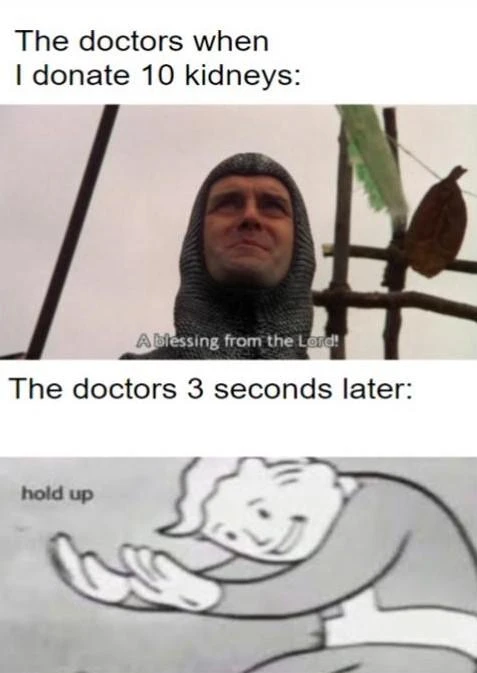 The doctors when
I donate 10 kidneys:
A blessing from the Lord!
The doctors 3 seconds later:
hold up